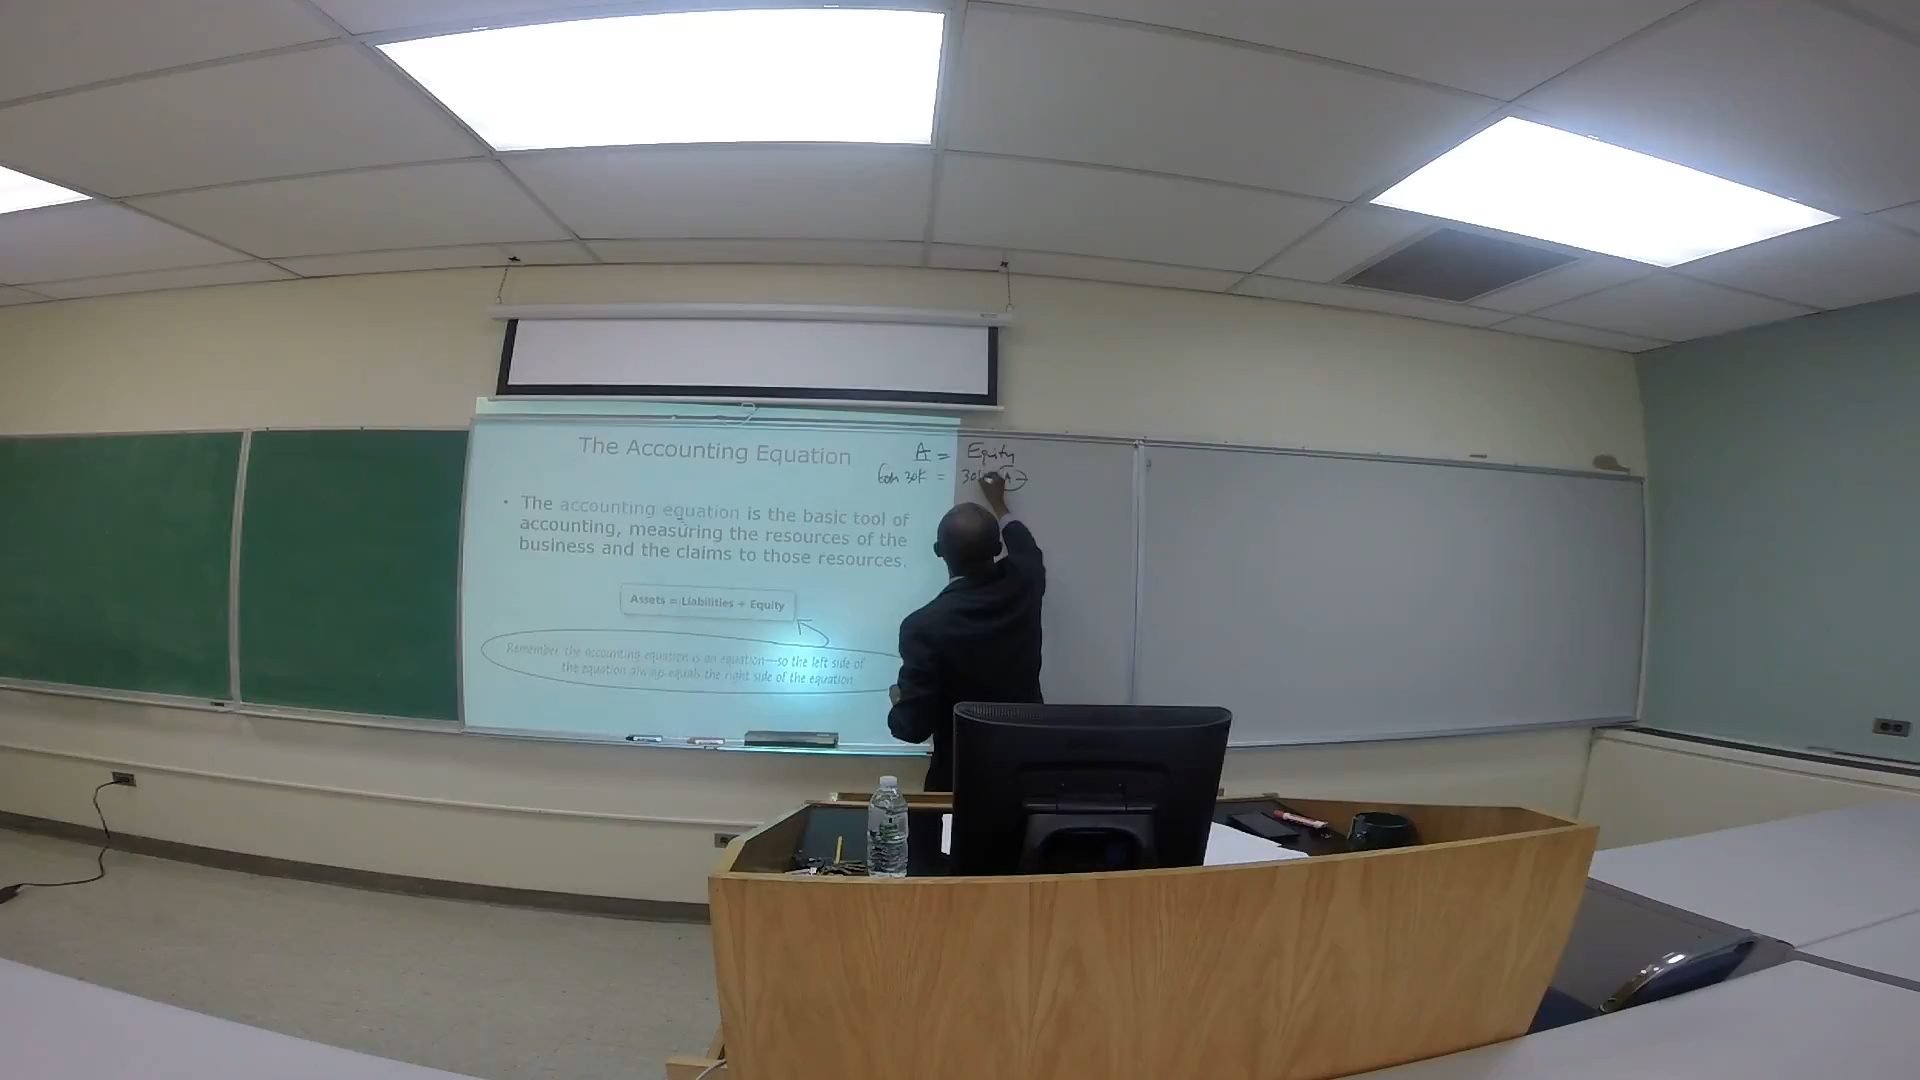 The Accounting Equation
• The accounting equation is the basic tool of
accounting, measuring the resources of the
business and the claims to those resources.
Assets = Liabilities + Equity
Remember, the accounting equation is an equation—so the left side of
the equation always equals the right side of the equation.
A = Equity
30K = 30